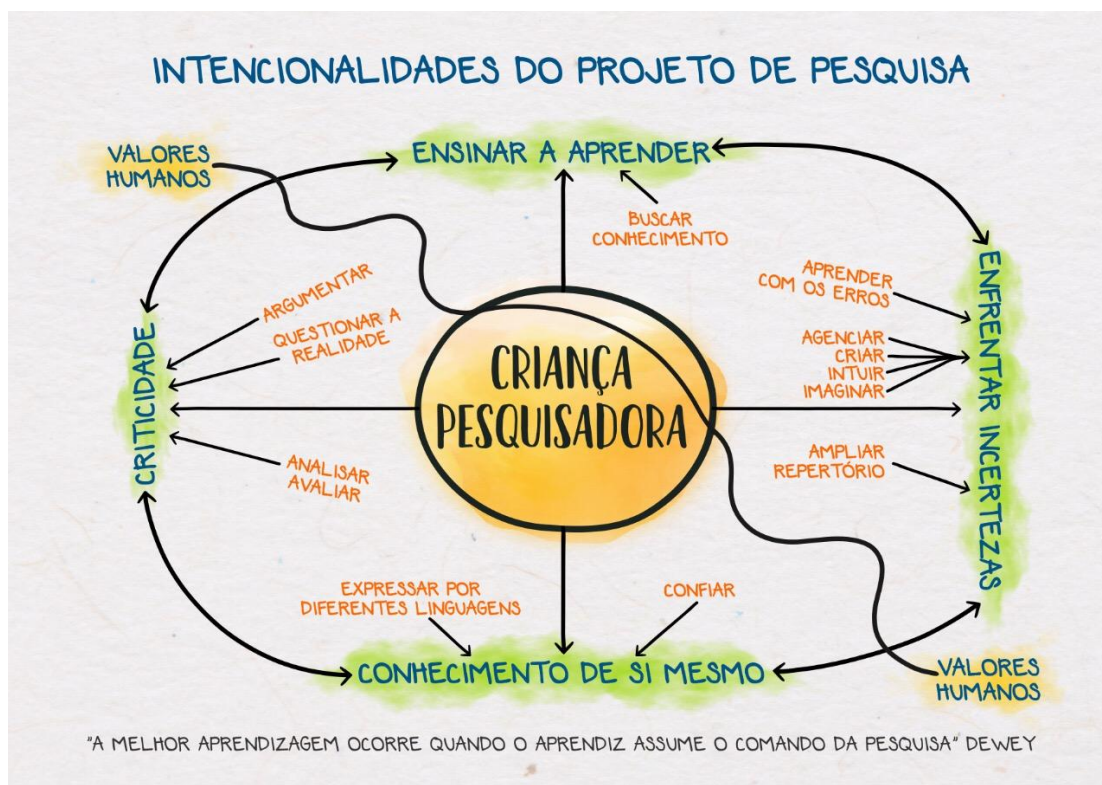 INTENCIONALIDADES DO PROJETO DE PESQUISA
VALORES
HUMANOS
ENSINAR A APRENDER
BUSCAR
CONHECIMENTO
ARGUMENTAR
QUESTIONAR A
REALIDADE
CRITICIDADE
ANALISAR
AVALIAR
CRIANÇA
PESQUISADORA
APRENDER
COM OS ERROS
AGENCIAR
CRIAR
INTUIR
IMAGINAR
ENFRENTAR INCERTEZAS
AMPLIAR
REPERTÓRIO
EXPRESSAR POR
DIFERENTES LINGUAGENS
CONFIAR
CONHECIMENTO DE SI MESMO
VALORES
HUMANOS
"A MELHOR APRENDIZAGEM OCORRE QUANDO O APRENDIZ ASSUME O COMANDO DA PESQUISA" DEWEY